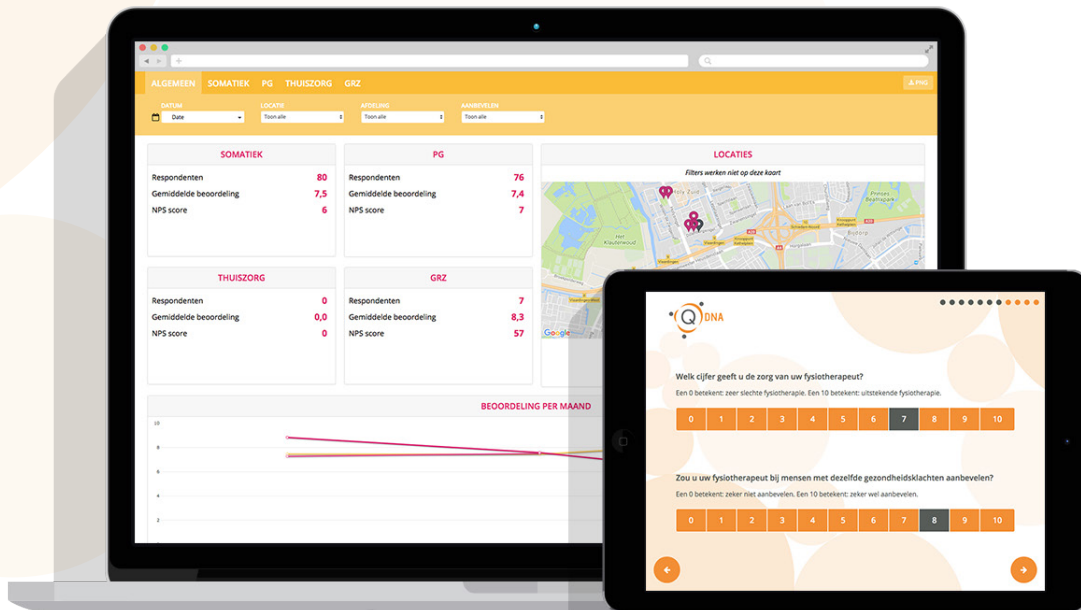 ALGEMEEN SOMATIEK PG THUISZORG GRZ
PNG
DATUM LOCATIE AFDELING AANBEVELEN
Date Toon alle Toon alle Toon alle
SOMATIEK
Respondenten 80
Gemiddelde beoordeling 7,5
NPS score 6
PG
Respondenten 76
Gemiddelde beoordeling 7,4
NPS score 7
LOCATIES
Filters werken niet op deze kaart
Holy Zuid
Prinses
Beatrixpark
Het
Kluuterwoud
Vlaardingen
Google
THUISZORG
Respondenten 0
Gemiddelde beoordeling 0,0
NPS score 0
GRZ
Respondenten 7
Gemiddelde beoordeling 8,3
NPS score 57
BEOORDELING PER MAAND
10
8
6
4
2
Q DNA
Welk cijfer geeft u de zorg van uw fysiotherapeut?
Een 0 betekent: zeer slechte fysiotherapie. Een 10 betekent: uitstekende fysiotherapie.
0 1 2 3 4 5 6 7 8 9 10
Zou u uw fysiotherapeut bij mensen met dezelfde gezondheidsklachten aanbevelen?
Een 0 betekent: zeker niet aanbevelen. Een 10 betekent: zeker wel aanbevelen.
0 1 2 3 4 5 6 7 8 9 10